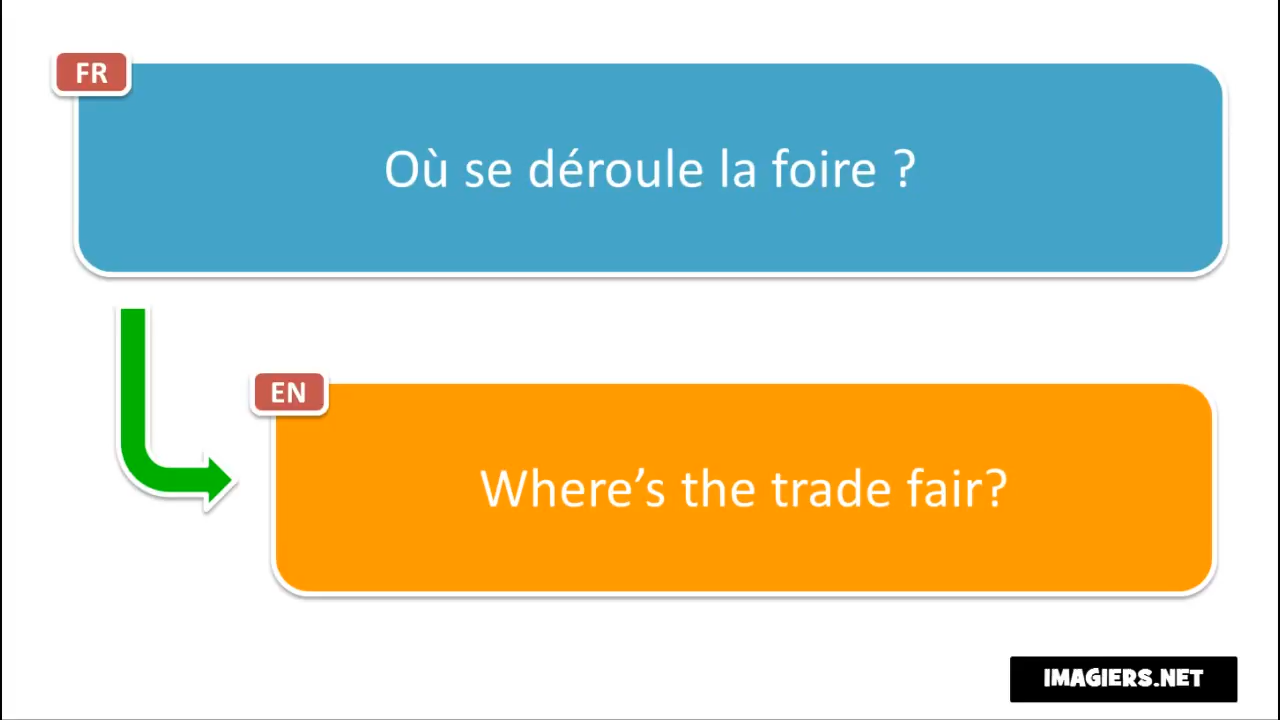 FR
Où se déroule la foire ?
EN
Where’s the trade fair?
IMAGIERS.NET